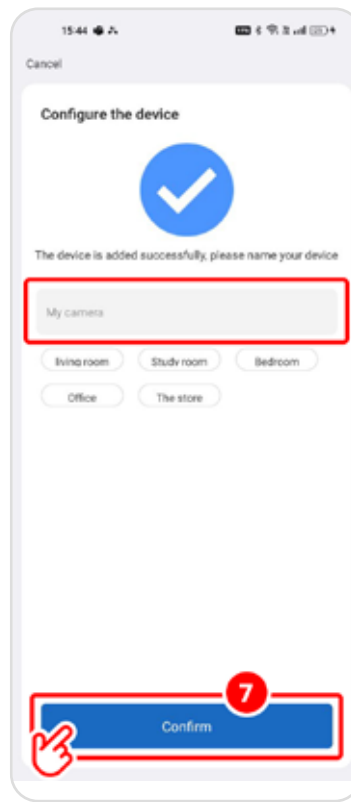 15:44
Cancel
Configure the device
The device is added successfully, please name your device
My camera
living room Study room Bedroom
Office The store
7
Confirm